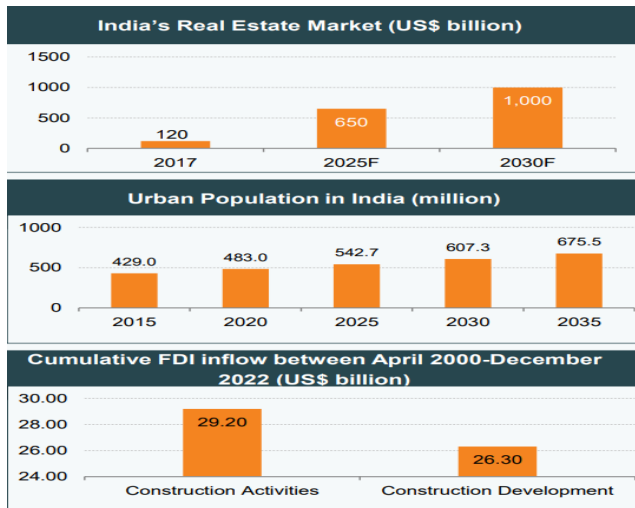 India's Real Estate Market (US$ billion)
1500
1000
500
0
120
650
1,000
2017 2025F 2030F
Urban Population in India (million)
1000
500
0
429.0 483.0 542.7 607.3 675.5
2015 2020 2025 2030 2035
Cumulative FDI inflow between April 2000-December
2022 (US$ billion)
30.00
28.00
26.00
24.00
29.20
26.30
Construction Activities Construction Development